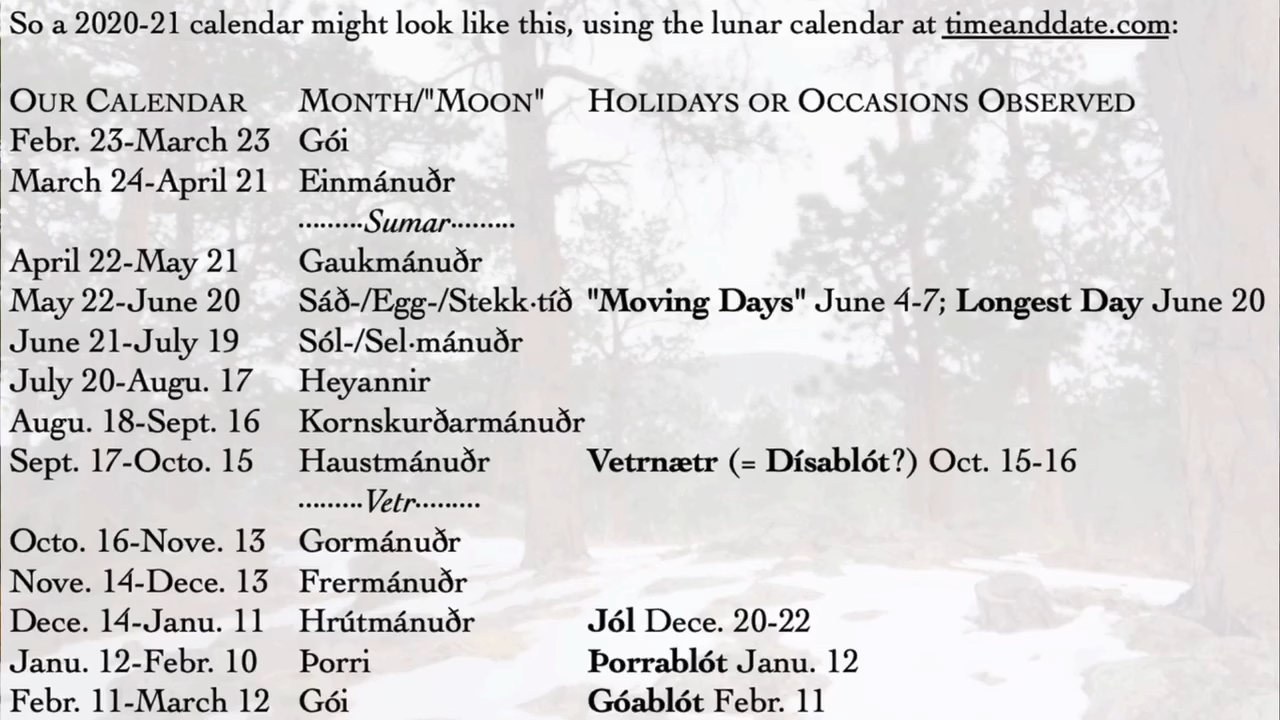 So a 2020-21 calendar might look like this, using the lunar calendar at timeanddate.com:
OUR CALENDAR MONTH/"MOON" HOLIDAYS OR OCCASIONS OBSERVED
Febr. 23-March 23 Gói
March 24-April 21 Einmánuðr
·········Sumar·········
April 22-May 21 Gaukmánuðr
May 22-June 20 Sáð-/Egg-/Stekk·tíð "Moving Days" June 4-7; Longest Day June 20
June 21-July 19 Sól-/Sel·mánuðr
July 20-Augu. 17 Heyannir
Augu. 18-Sept. 16 Kornskurðarmánuðr
Sept. 17-Octo. 15 Haustmánuðr Vetrnætr (= Dísablót?) Oct. 15-16
·········Vetr·········
Octo. 16-Nove. 13 Gormánuðr
Nove. 14-Dece. 13 Frermánuðr
Dece. 14-Janu. 11 Hrútmánuðr Jól Dece. 20-22
Janu. 12-Febr. 10 Þorri Þorrablót Janu. 12
Febr. 11-March 12 Gói Góablót Febr. 11